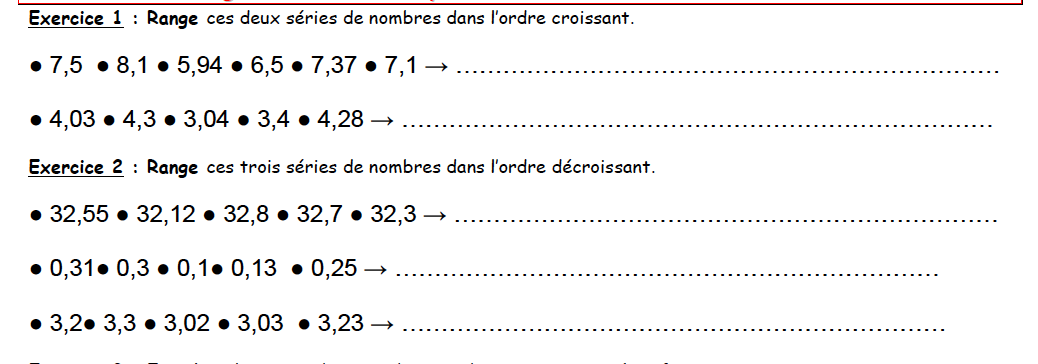 Exercice 1 : Range ces deux séries de nombres dans l'ordre croissant.
● 7,5 ● 8,1 ● 5,94 ● 6,5 ● 7,37 ● 7,1 → ……………………………………………………………
● 4,03 ● 4,3 ● 3,04 ● 3,4 ● 4,28 → …………………………………………………………………
Exercice 2 : Range ces trois séries de nombres dans l'ordre décroissant.
● 32,55 ● 32,12 ● 32,8 ● 32,7 ● 32,3 → ……………………………………………………………
● 0,31● 0,3 ● 0,1● 0,13 ● 0,25 → ……………………………………………………………
● 3,2● 3,3 ● 3,02 ● 3,03 ● 3,23 → ……………………………………………………………